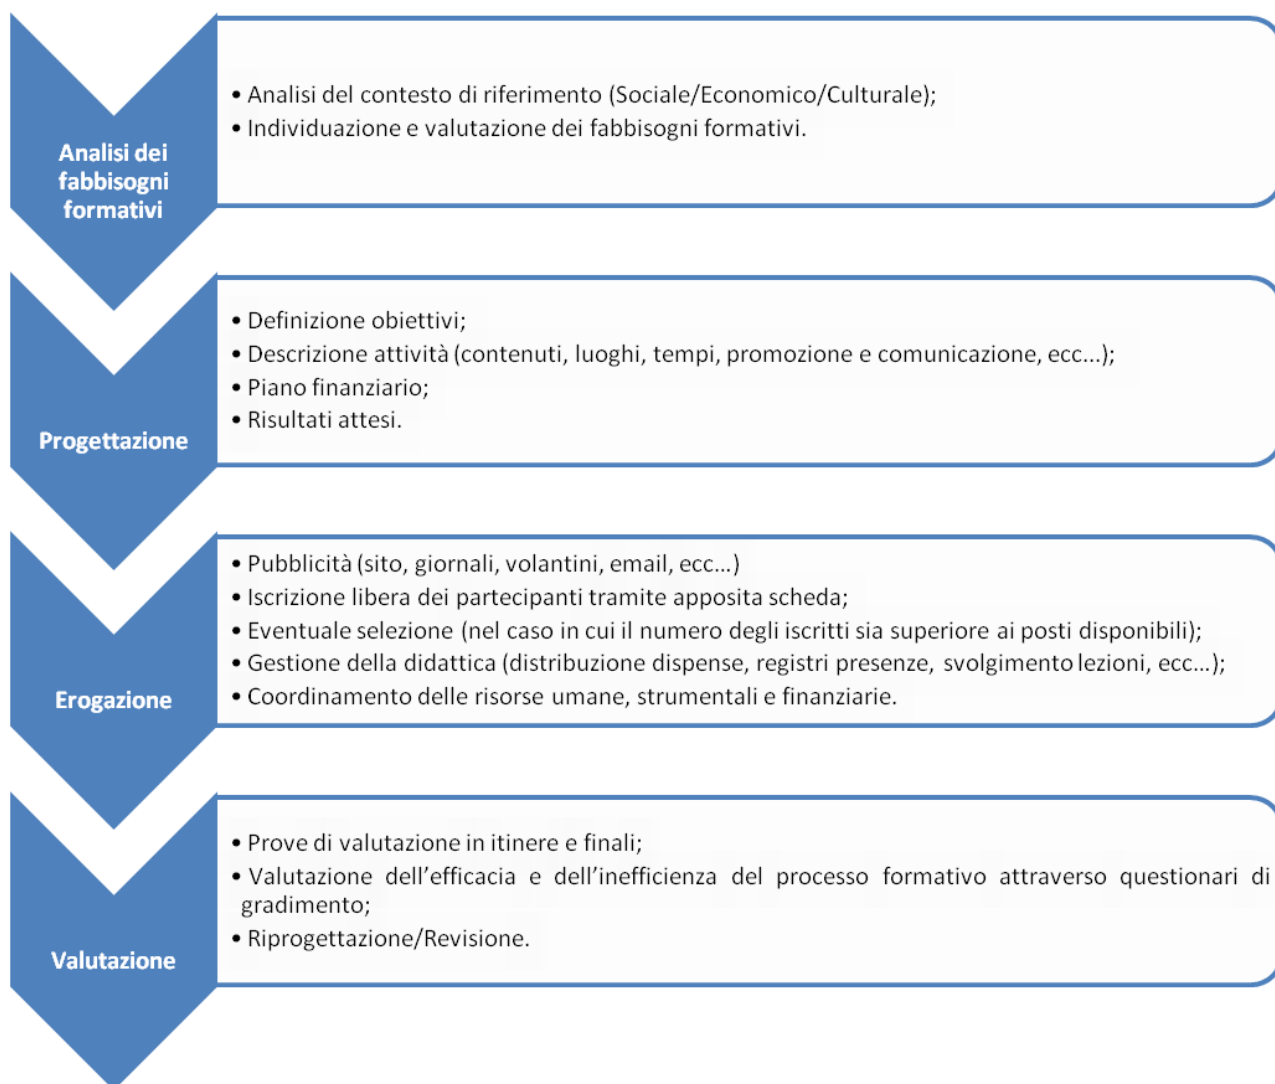 Analisi dei
fabbisogni
formativi
• Analisi del contesto di riferimento (Sociale/Economico/Culturale);
• Individuazione e valutazione dei fabbisogni formativi.
Progettazione
• Definizione obiettivi;
• Descrizione attività (contenuti, luoghi, tempi, promozione e comunicazione, ecc...);
• Piano finanziario;
• Risultati attesi.
Erogazione
• Pubblicità (sito, giornali, volantini, email, ecc...)
• Iscrizione libera dei partecipanti tramite apposita scheda;
• Eventuale selezione (nel caso in cui il numero degli iscritti sia superiore ai posti disponibili);
• Gestione della didattica (distribuzione dispense, registri presenze, svolgimento lezioni, ecc...);
• Coordinamento delle risorse umane, strumentali e finanziarie.
Valutazione
• Prove di valutazione in itinere e finali;
• Valutazione dell’efficacia e dell’inefficienza del processo formativo attraverso questionari di
gradimento;
• Riprogettazione/Revisione.